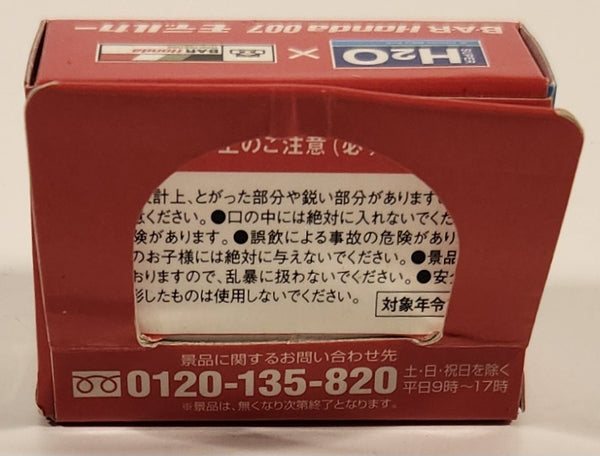 BAR Honda 007 モデルカー
SUPER H2O
×
BAR Honda
上のご注意(必
計上、とがった部分や鋭い部分があります
ください。●口の中には絶対に入れないでくだ
険があります。●誤飲による事故の危険があり
のお子様には絶対に与えないでください。●景品
おりますので、乱暴に扱わないでください。●安全
したものは使用しないでください。
対象年令
景品に関するお問い合わせ先
0120-135-820
土・日・祝日を除く
平日9時〜17時
※景品は、無くなり次第終了となります。